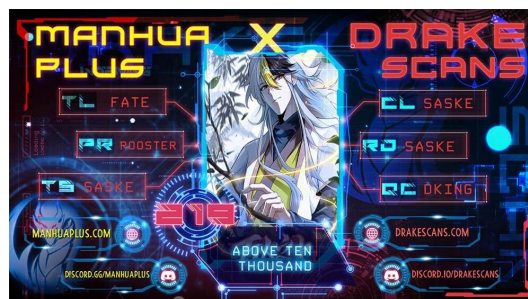 MANHUA PLUS X DRAKE SCANS
TL FATE
PR ROOSTER
TS SASKE
CL SASKE
RD SASKE
QC DKING
219
ABOVE TEN
THOUSAND
MANHUAPLUS.COM
DRAKESCANS.COM
DISCORD.GG/MANHUAPLUS
DISCORD.IO/DRAKESCANS